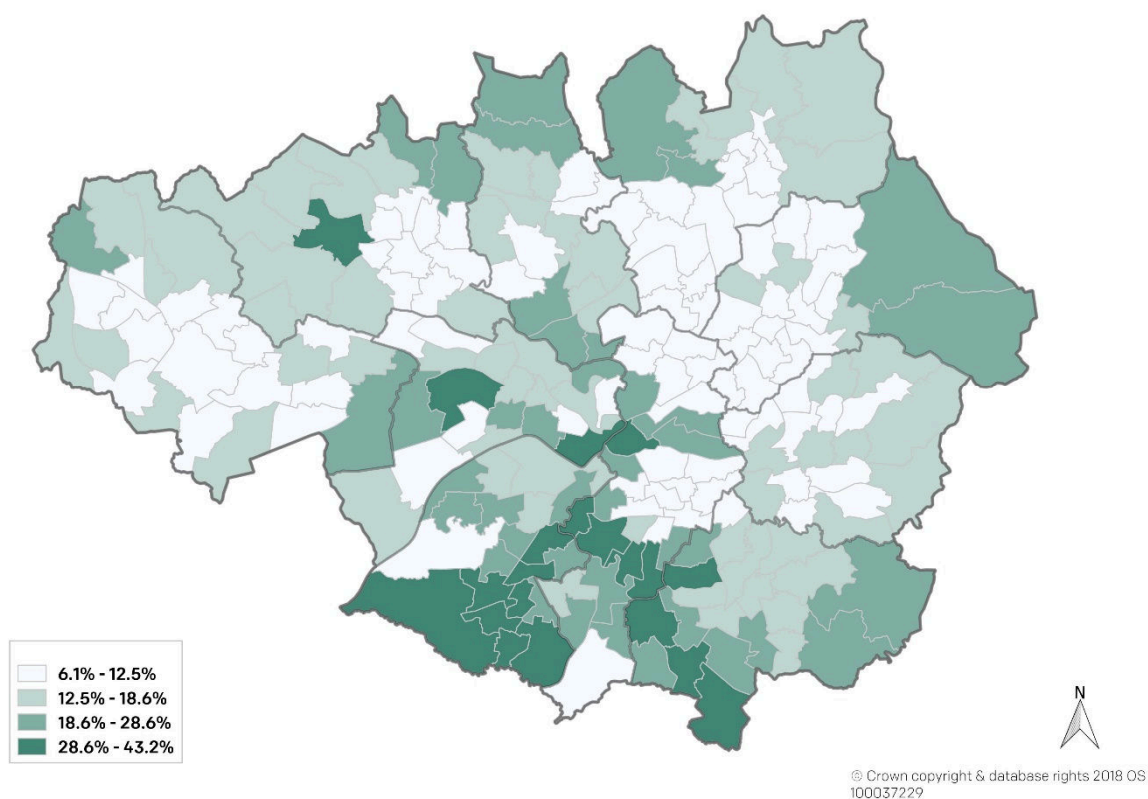 6.1% - 12.5%
12.5% - 18.6%
18.6% - 28.6%
28.6% - 43.2%
N
© Crown copyright & database rights 2018 OS
100037229